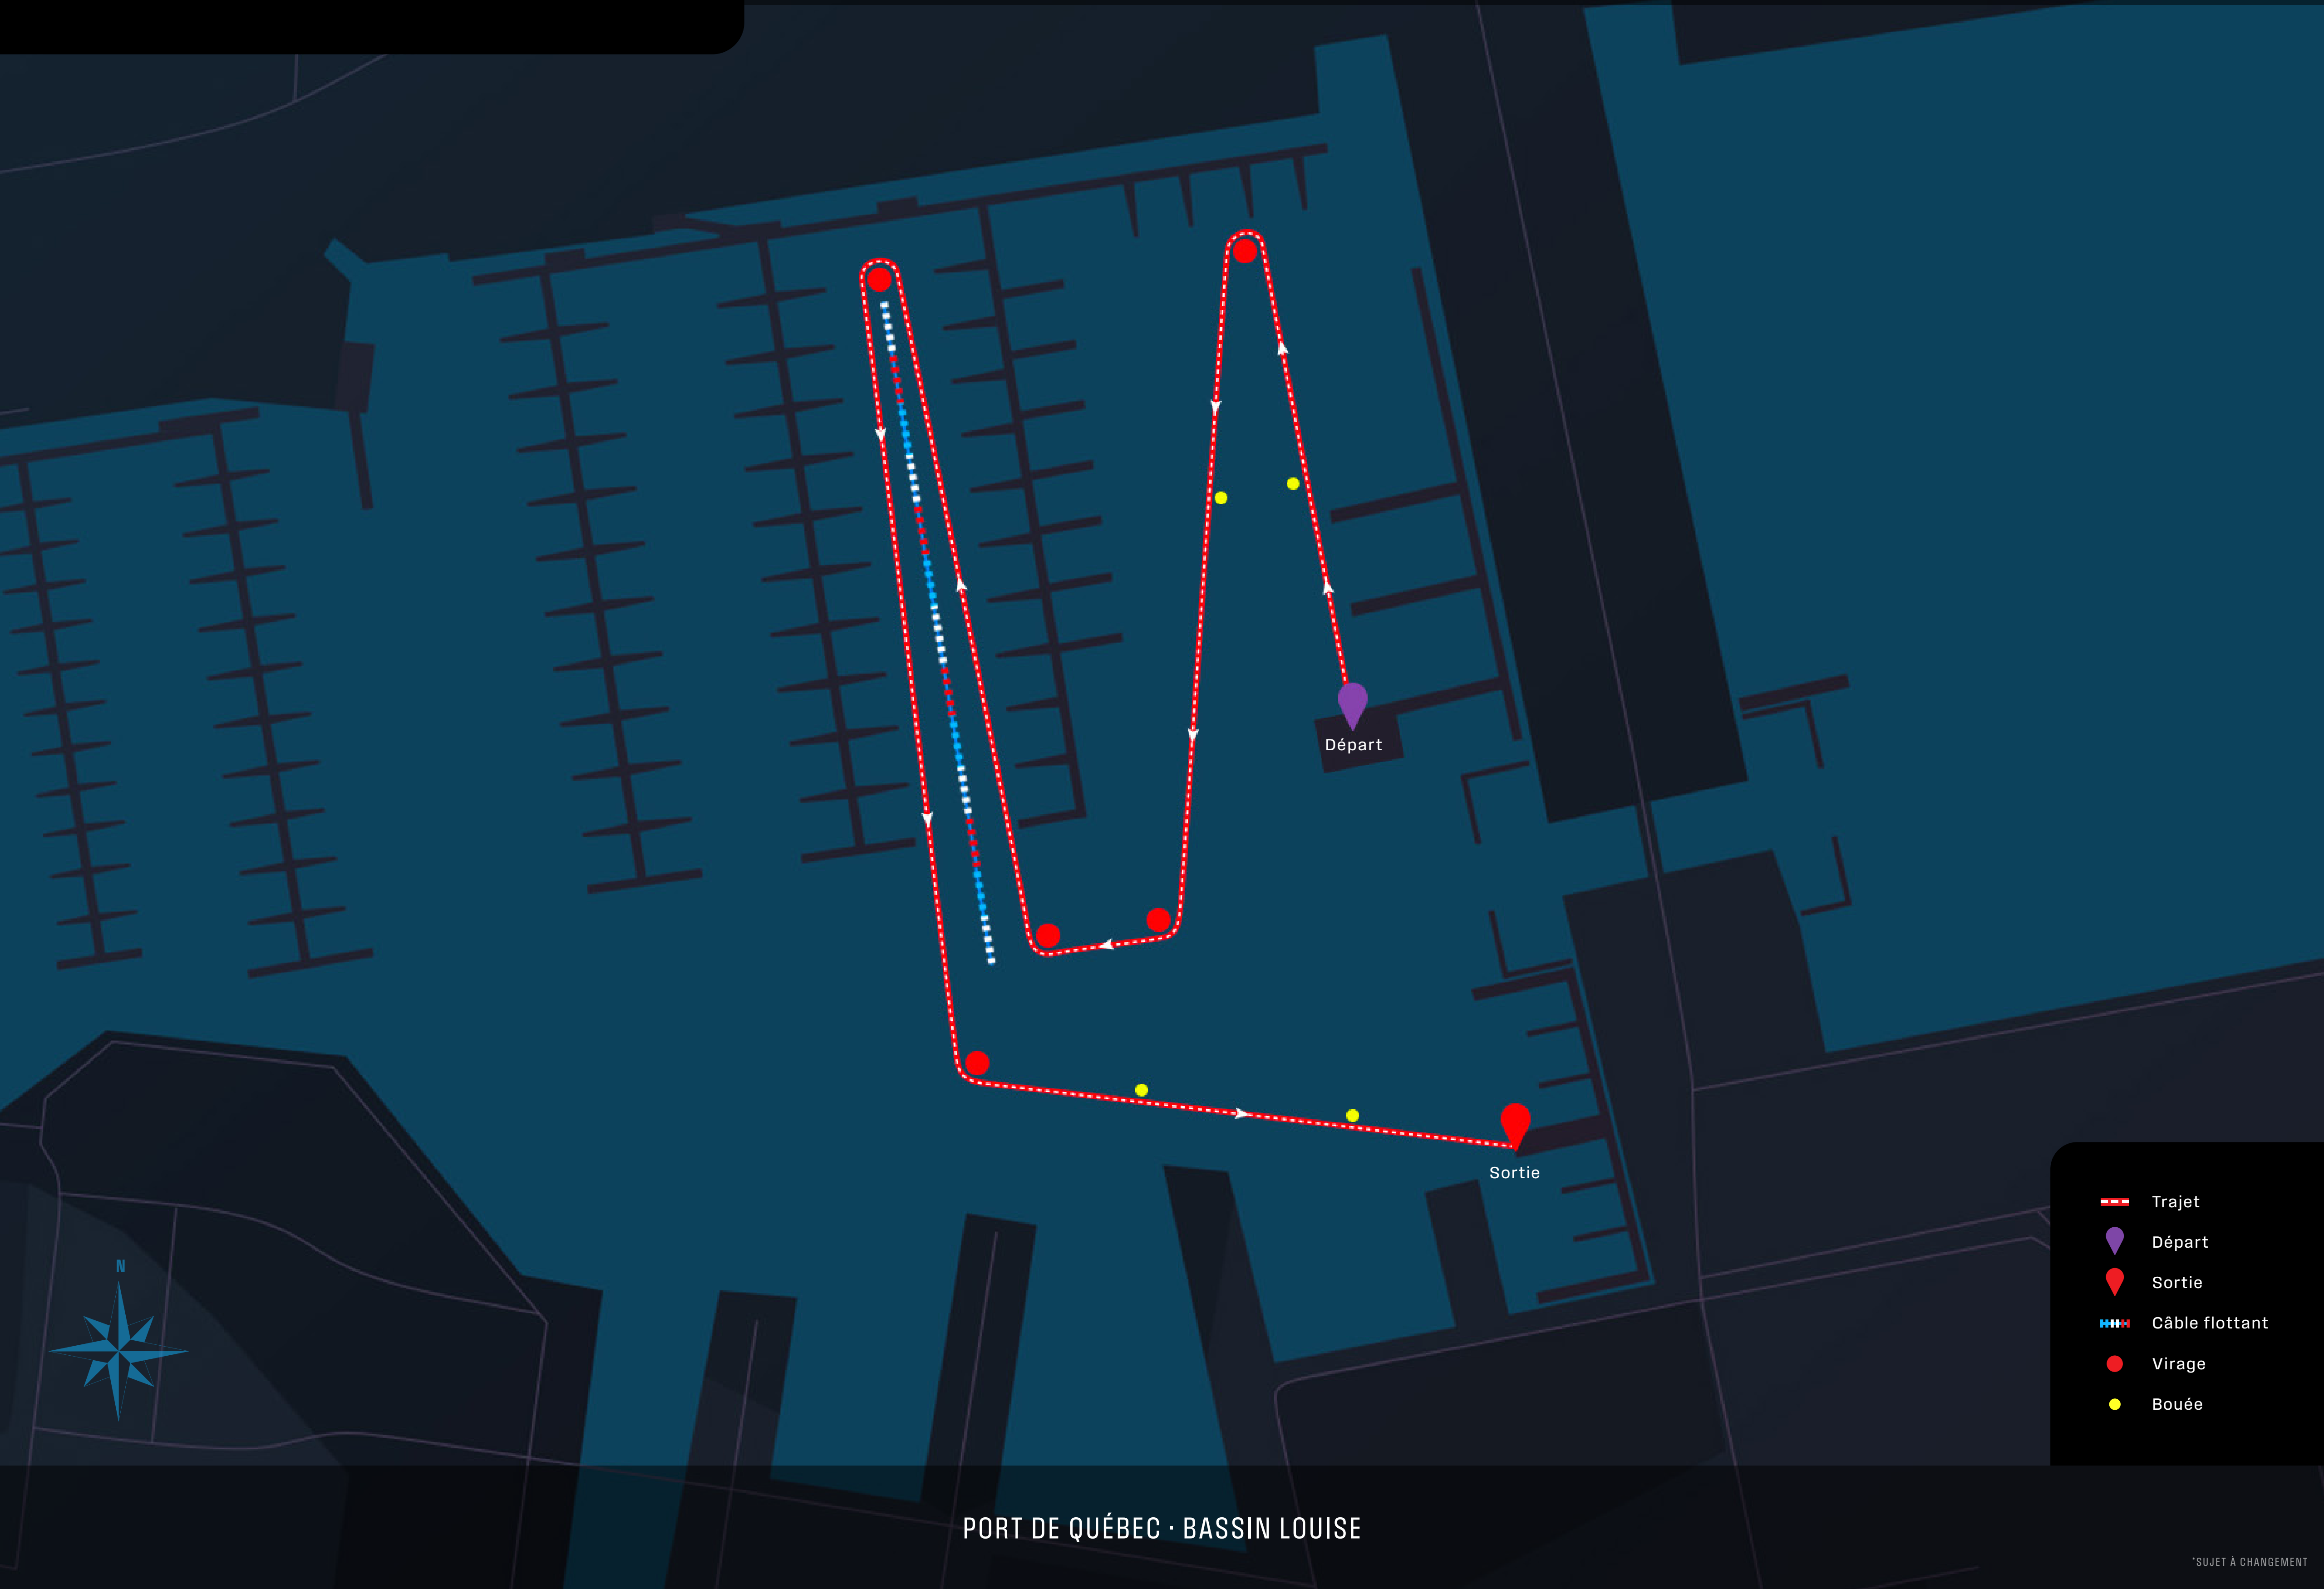 Départ
Sortie
N
Trajet
Départ
Sortie
Câble flottant
Virage
Bouée
PORT DE QUÉBEC · BASSIN LOUISE
*SUJET À CHANGEMENT